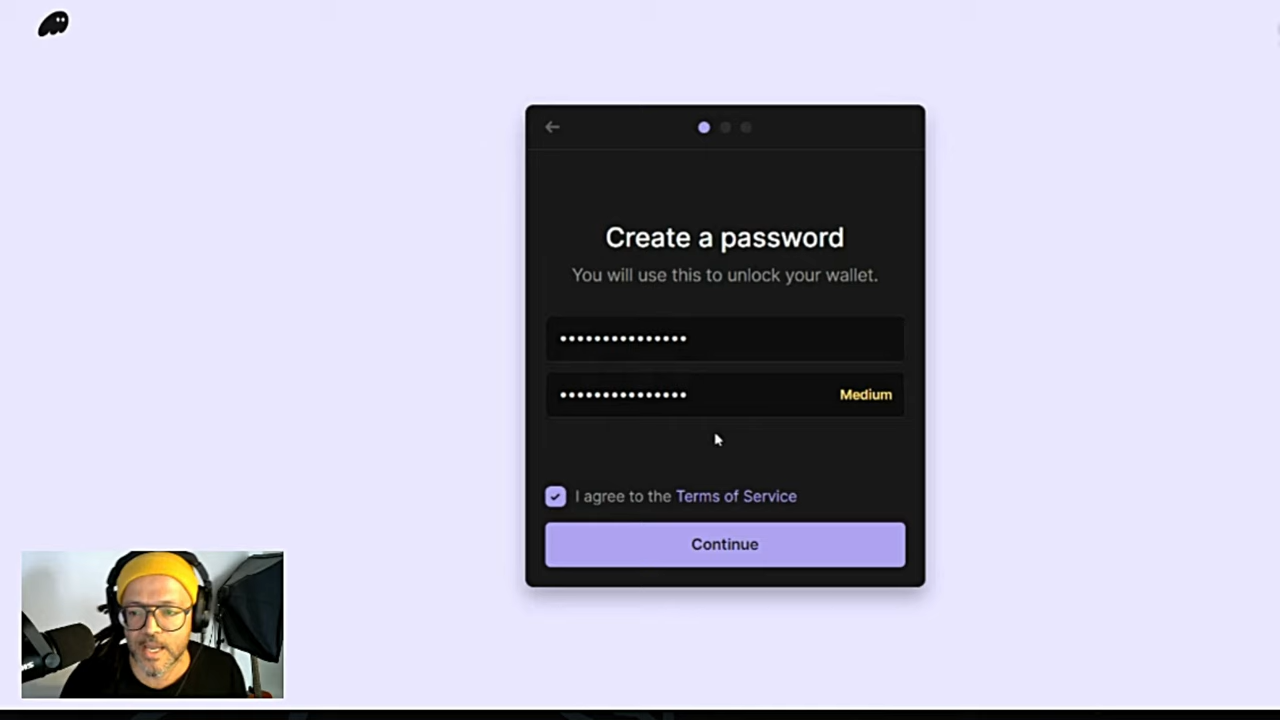 Create a password
You will use this to unlock your wallet.
•••••••••••••••
••••••••••••••• Medium
I agree to the Terms of Service
Continue